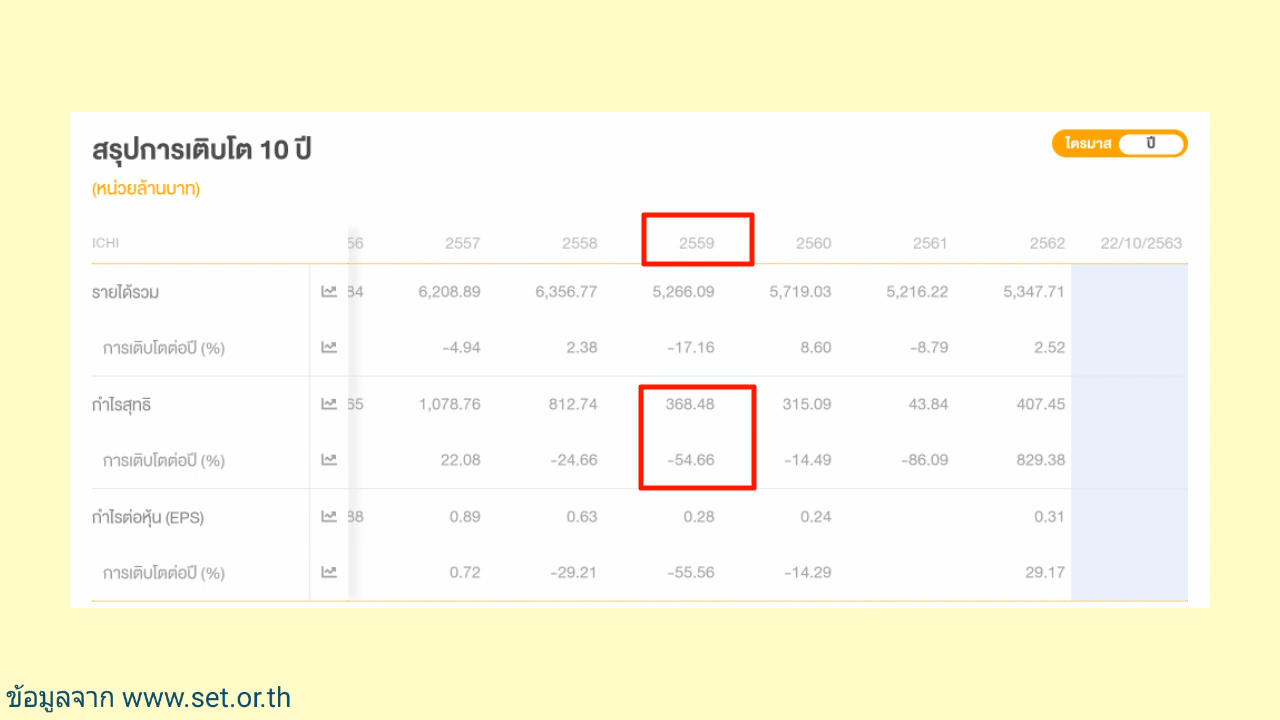 สรุปการเติบโต 10 ปี
ไตรมาส ปี
(หน่วยล้านบาท)
ICHI 56 2557 2558 2559 2560 2561 2562 22/10/2563
รายได้รวม 84 6,208.89 6,356.77 5,266.09 5,719.03 5,216.22 5,347.71
การเติบโตต่อปี (%) -4.94 2.38 -17.16 8.60 -8.79 2.52
กำไรสุทธิ 65 1,078.76 812.74 368.48 315.09 43.84 407.45
การเติบโตต่อปี (%) 22.08 -24.66 -54.66 -14.49 -86.09 829.38
กำไรต่อหุ้น (EPS) 88 0.89 0.63 0.28 0.24 0.31
การเติบโตต่อปี (%) 0.72 -29.21 -55.56 -14.29 29.17
ข้อมูลจาก www.set.or.th